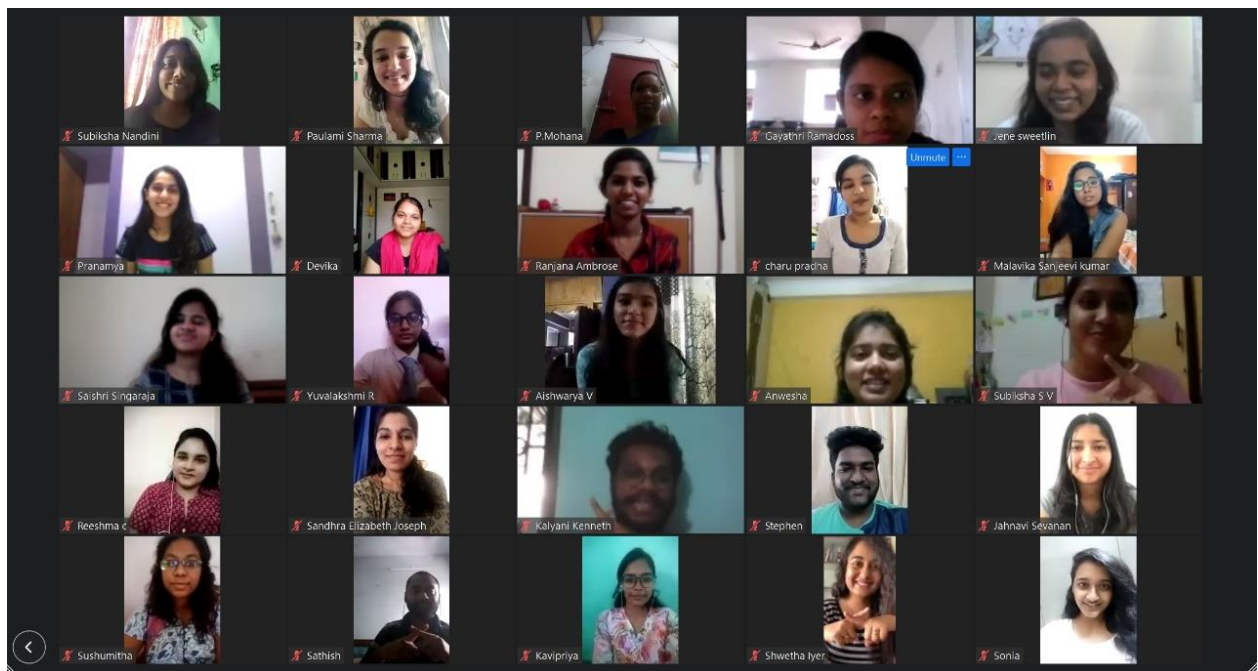 Subiksha Nandini
Paulami Sharma
P.Mohana
Gayathri Ramadoss
Jene sweetlin
Pranamya
Devika
Ranjana Ambrose
charu pradha
Unmute
Malavika Sanjeevi kumar
Saishri Singaraja
Yuvalakshmi R
Aishwarya V
Anwesha
Subiksha S V
Reeshma c
Sandhra Elizabeth Joseph
Kalyani Kenneth
Stephen
Jahnavi Sevanan
Sushumitha
Sathish
Kavipriya
Shwetha Iyer
Sonia